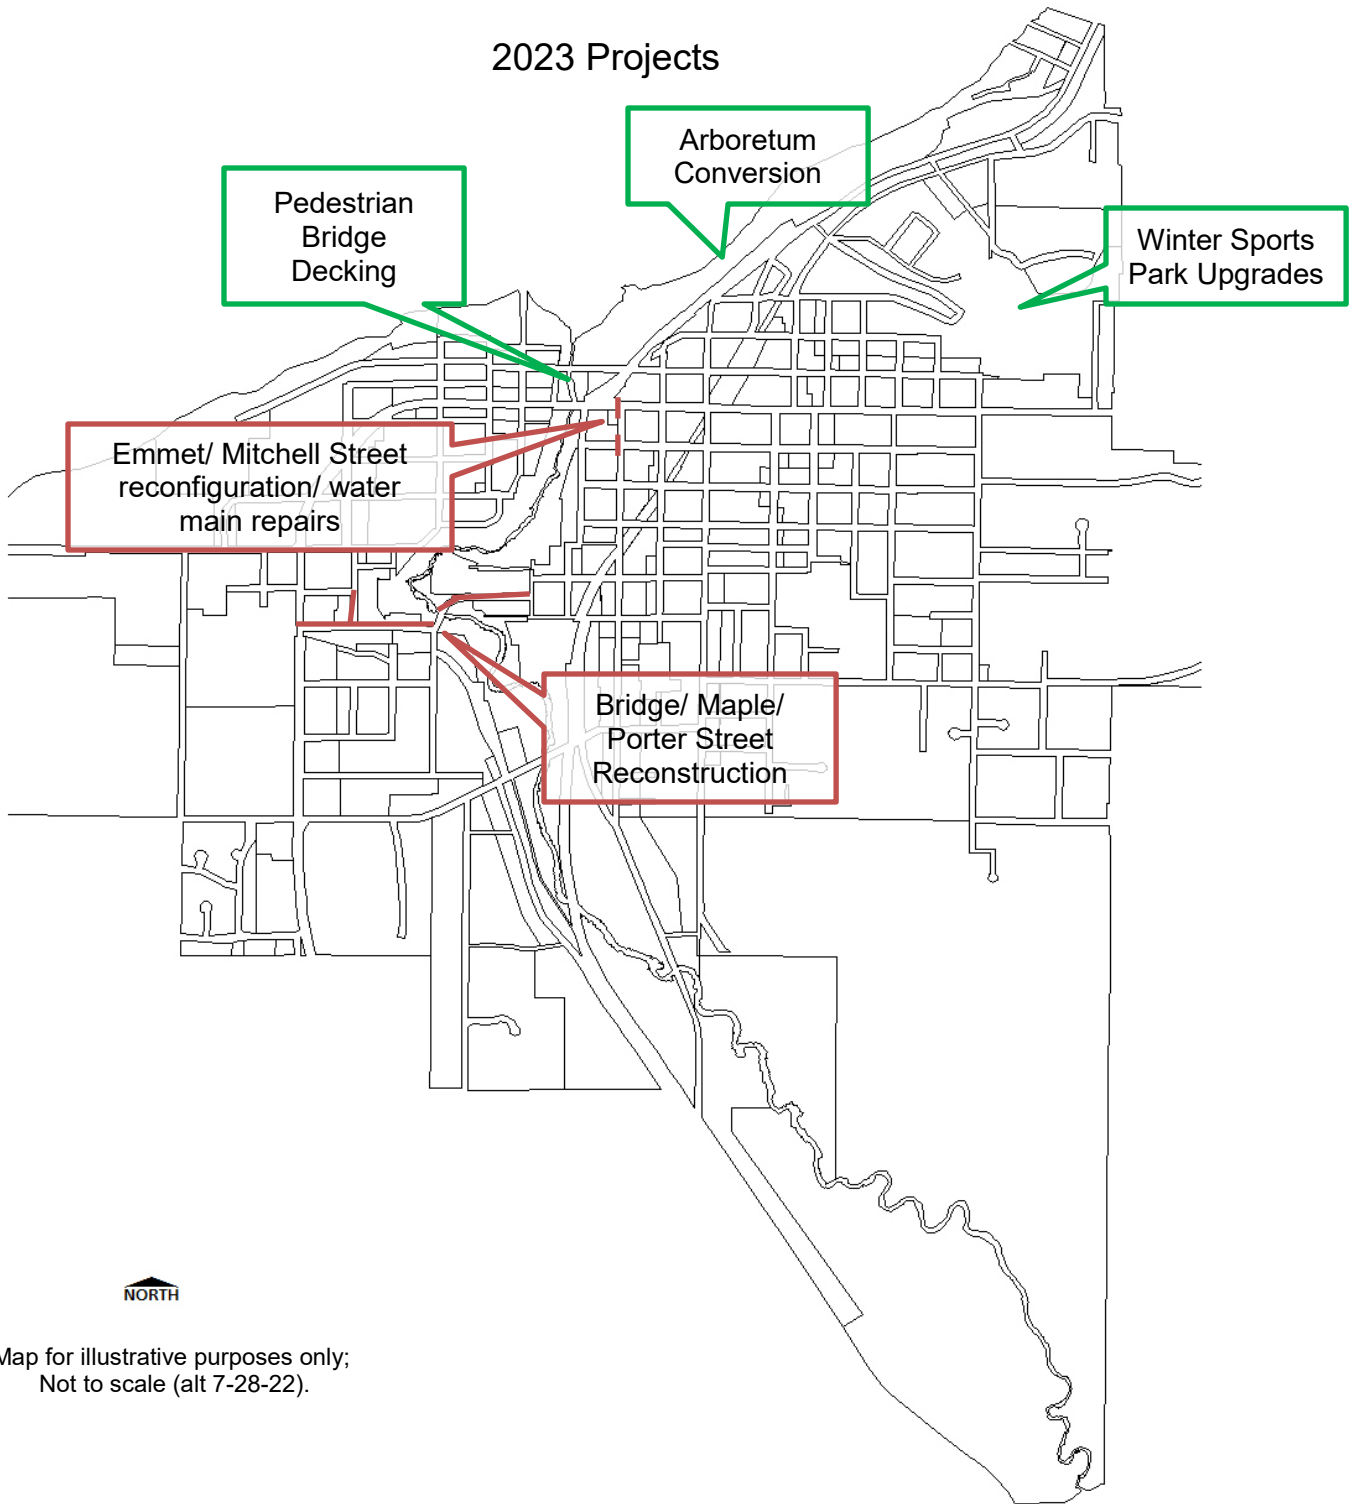 2023 Projects
Arboretum
Conversion
Pedestrian
Bridge
Decking
Winter Sports
Park Upgrades
Emmet/ Mitchell Street
reconfiguration/ water
main repairs
Bridge/ Maple/
Porter Street
Reconstruction
NORTH
Map for illustrative purposes only;
Not to scale (alt 7-28-22).